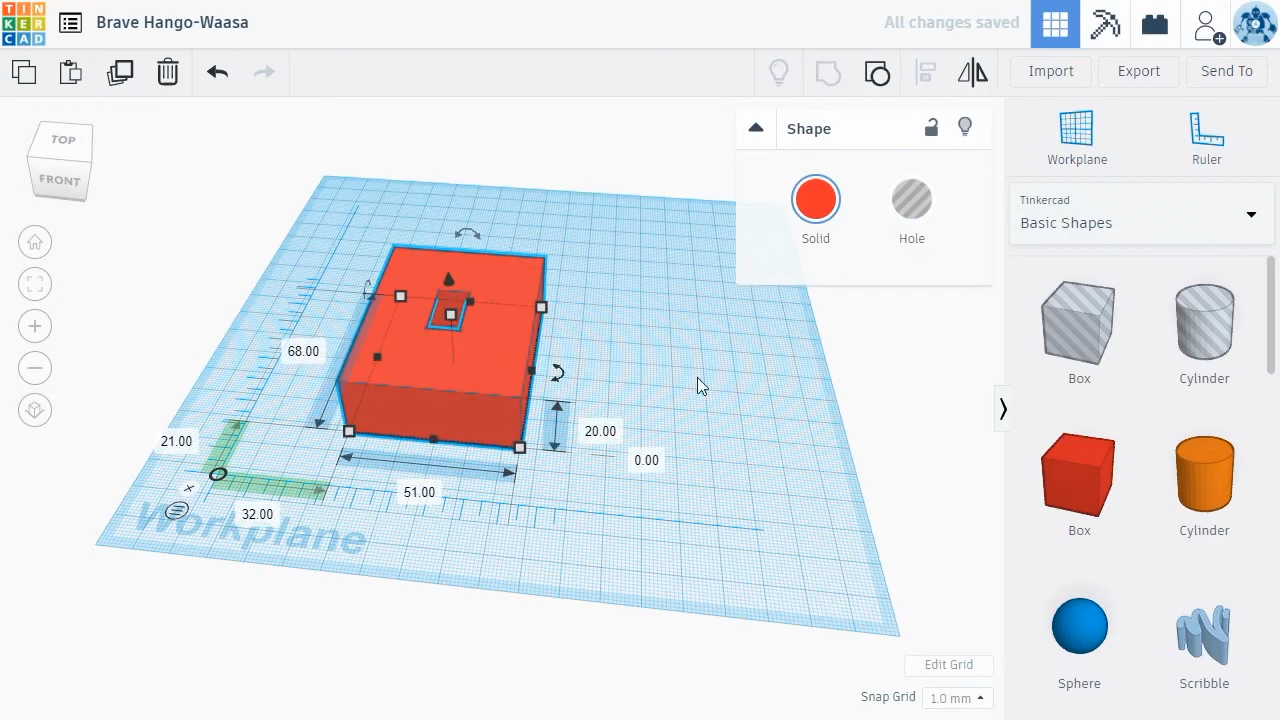 TIN
KER
CAD
Brave Hango-Waasa
All changes saved
Import
Export
Send To
TOP
FRONT
Shape
Solid
Hole
Workplane
Ruler
Tinkercad
Basic Shapes
Box
Cylinder
Box
Cylinder
Sphere
Scribble
68.00
21.00
20.00
0.00
51.00
32.00
Workplane
Edit Grid
Snap Grid
1.0 mm